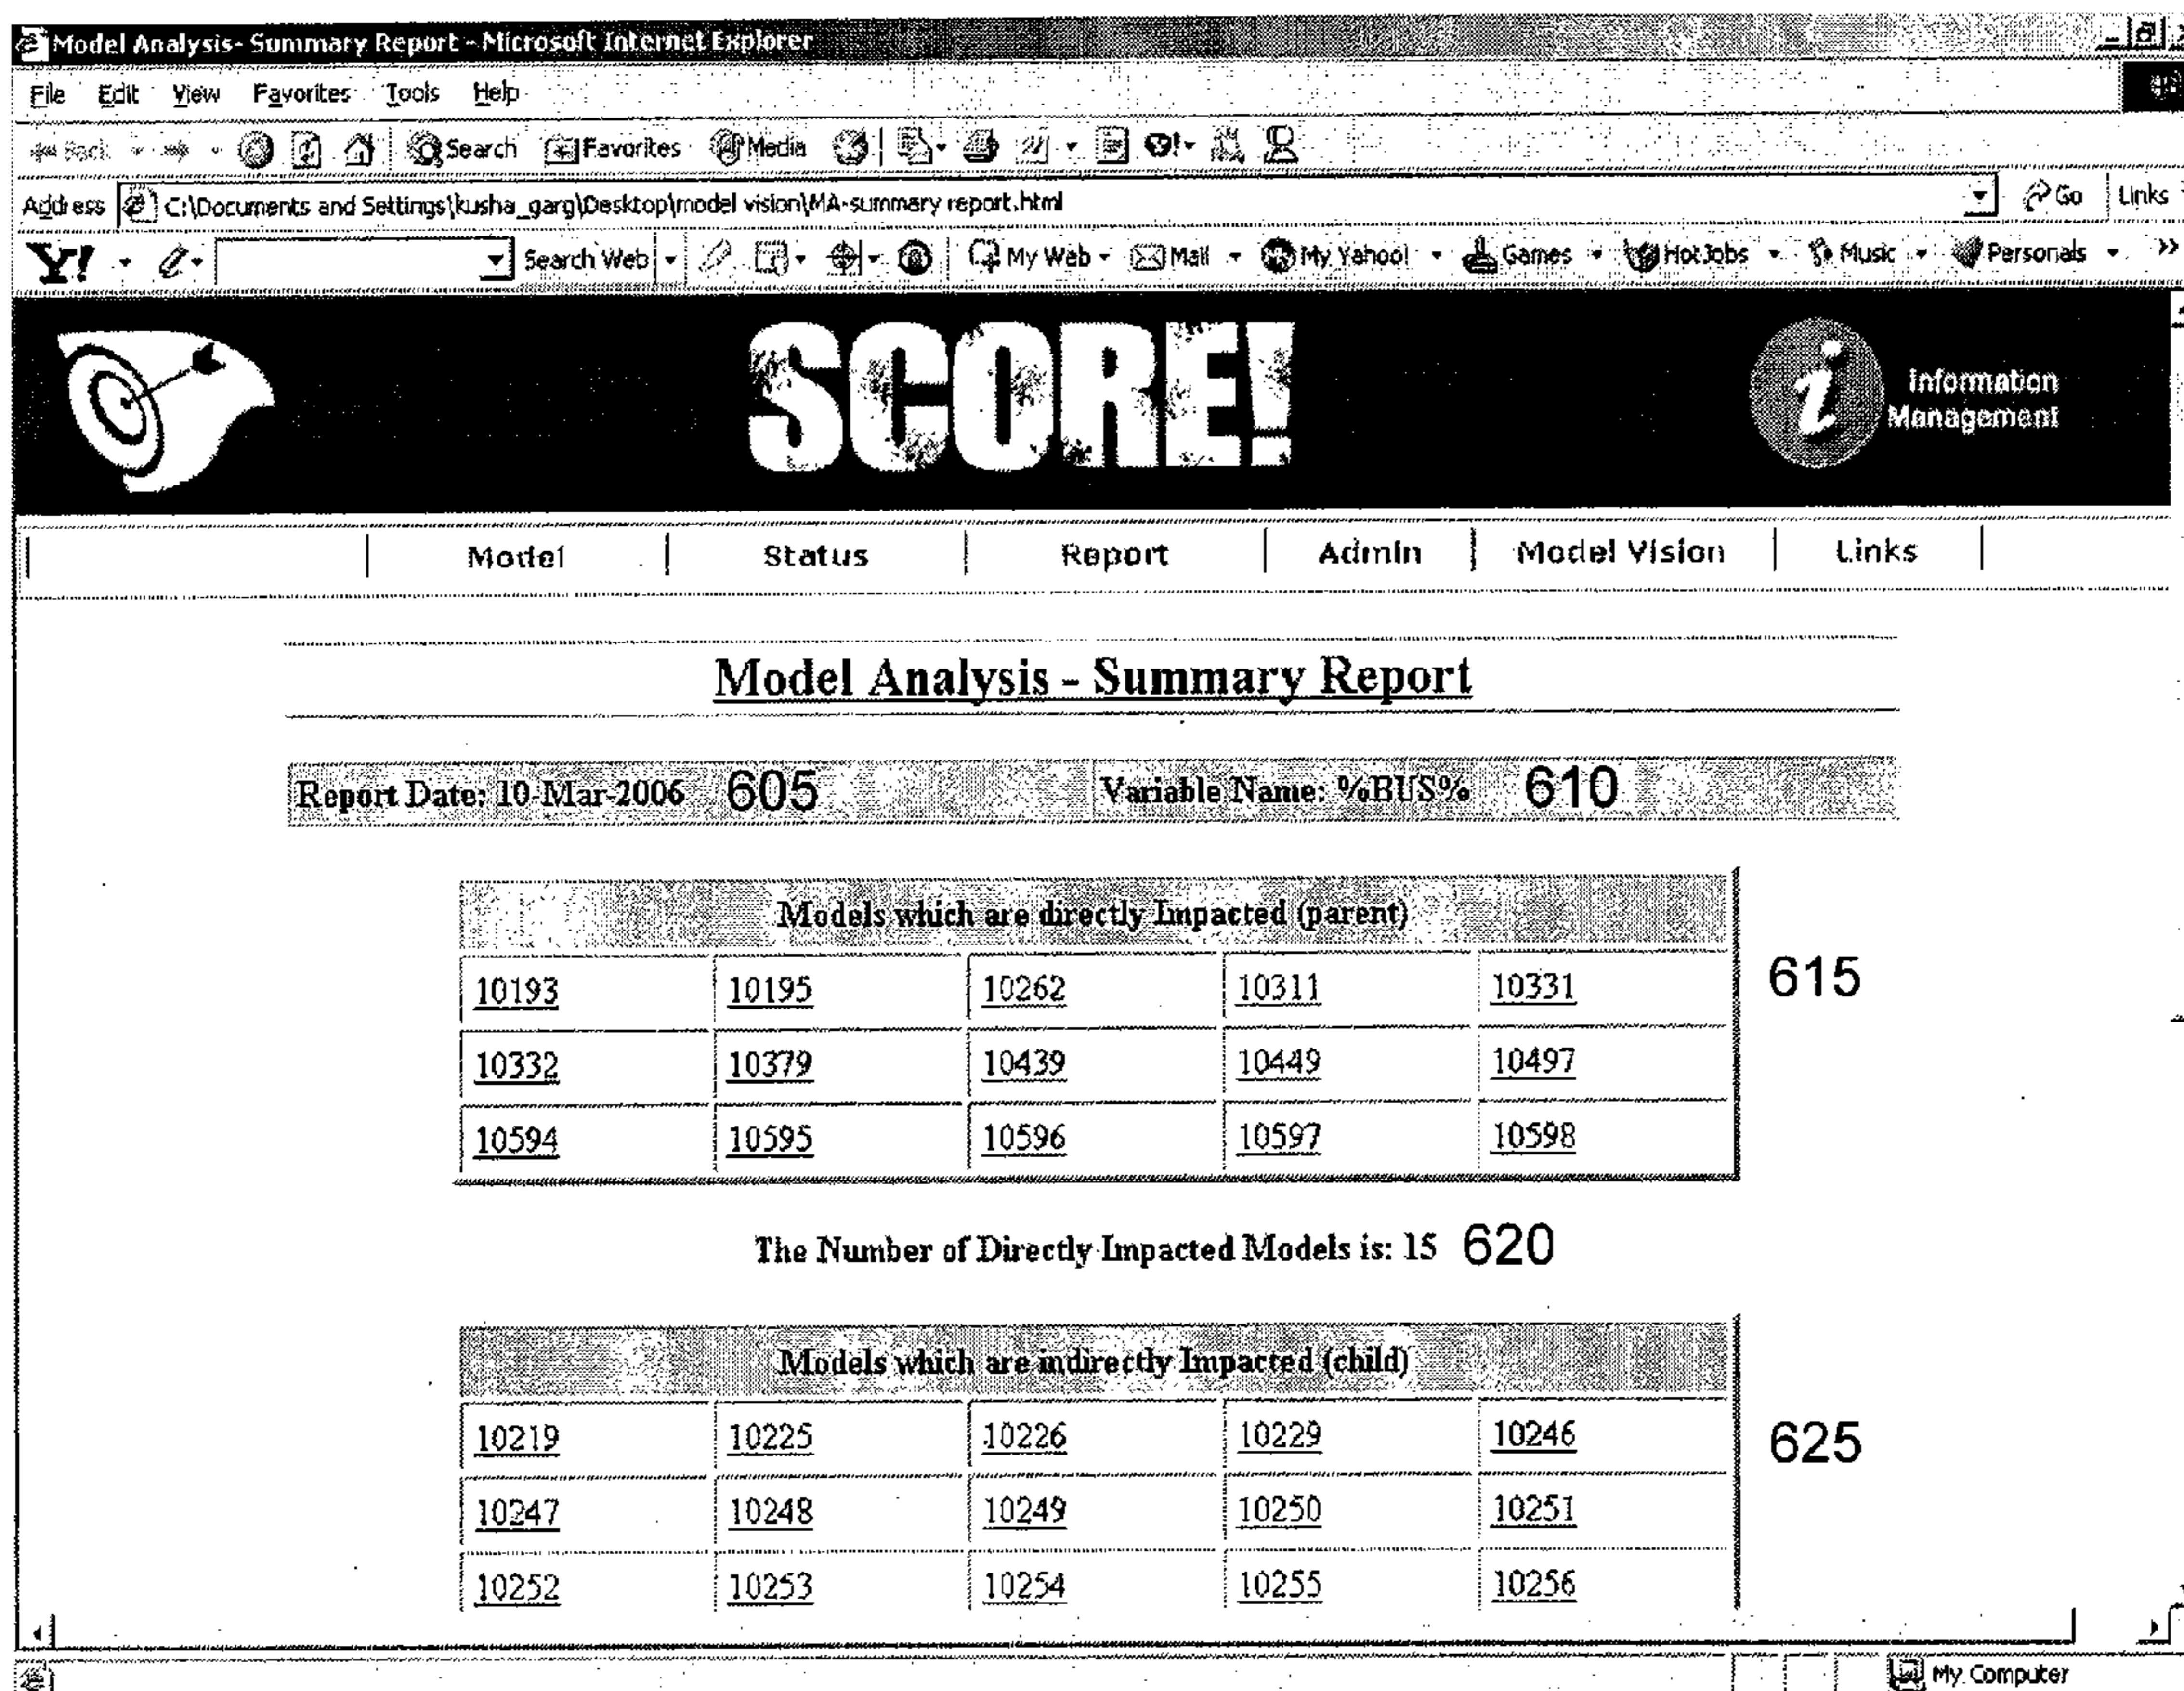 Model Analysis- Summary Report - Microsoft Internet Explorer
File Edit View Favorites Tools Help
Back Search Favorites Media
Address C:\Documents and Settings\kusha_garg\Desktop\model vision\MA-summary report.html Go Links
Y! Search Web My Web Mail My Yahoo! Games HotJobs Music Personals »
SCORE!
i Information
Management
Model Status Report Admin Model Vision Links
Model Analysis - Summary Report
Report Date: 10-Mar-2006 605 Variable Name: %BUS% 610
Models which are directly Impacted (parent)
10193 10195 10262 10311 10331 615
10332 10379 10439 10449 10497
10594 10595 10596 10597 10598
The Number of Directly Impacted Models is: 15 620
Models which are indirectly Impacted (child)
10219 10225 10226 10229 10246 625
10247 10248 10249 10250 10251
10252 10253 10254 10255 10256
My Computer